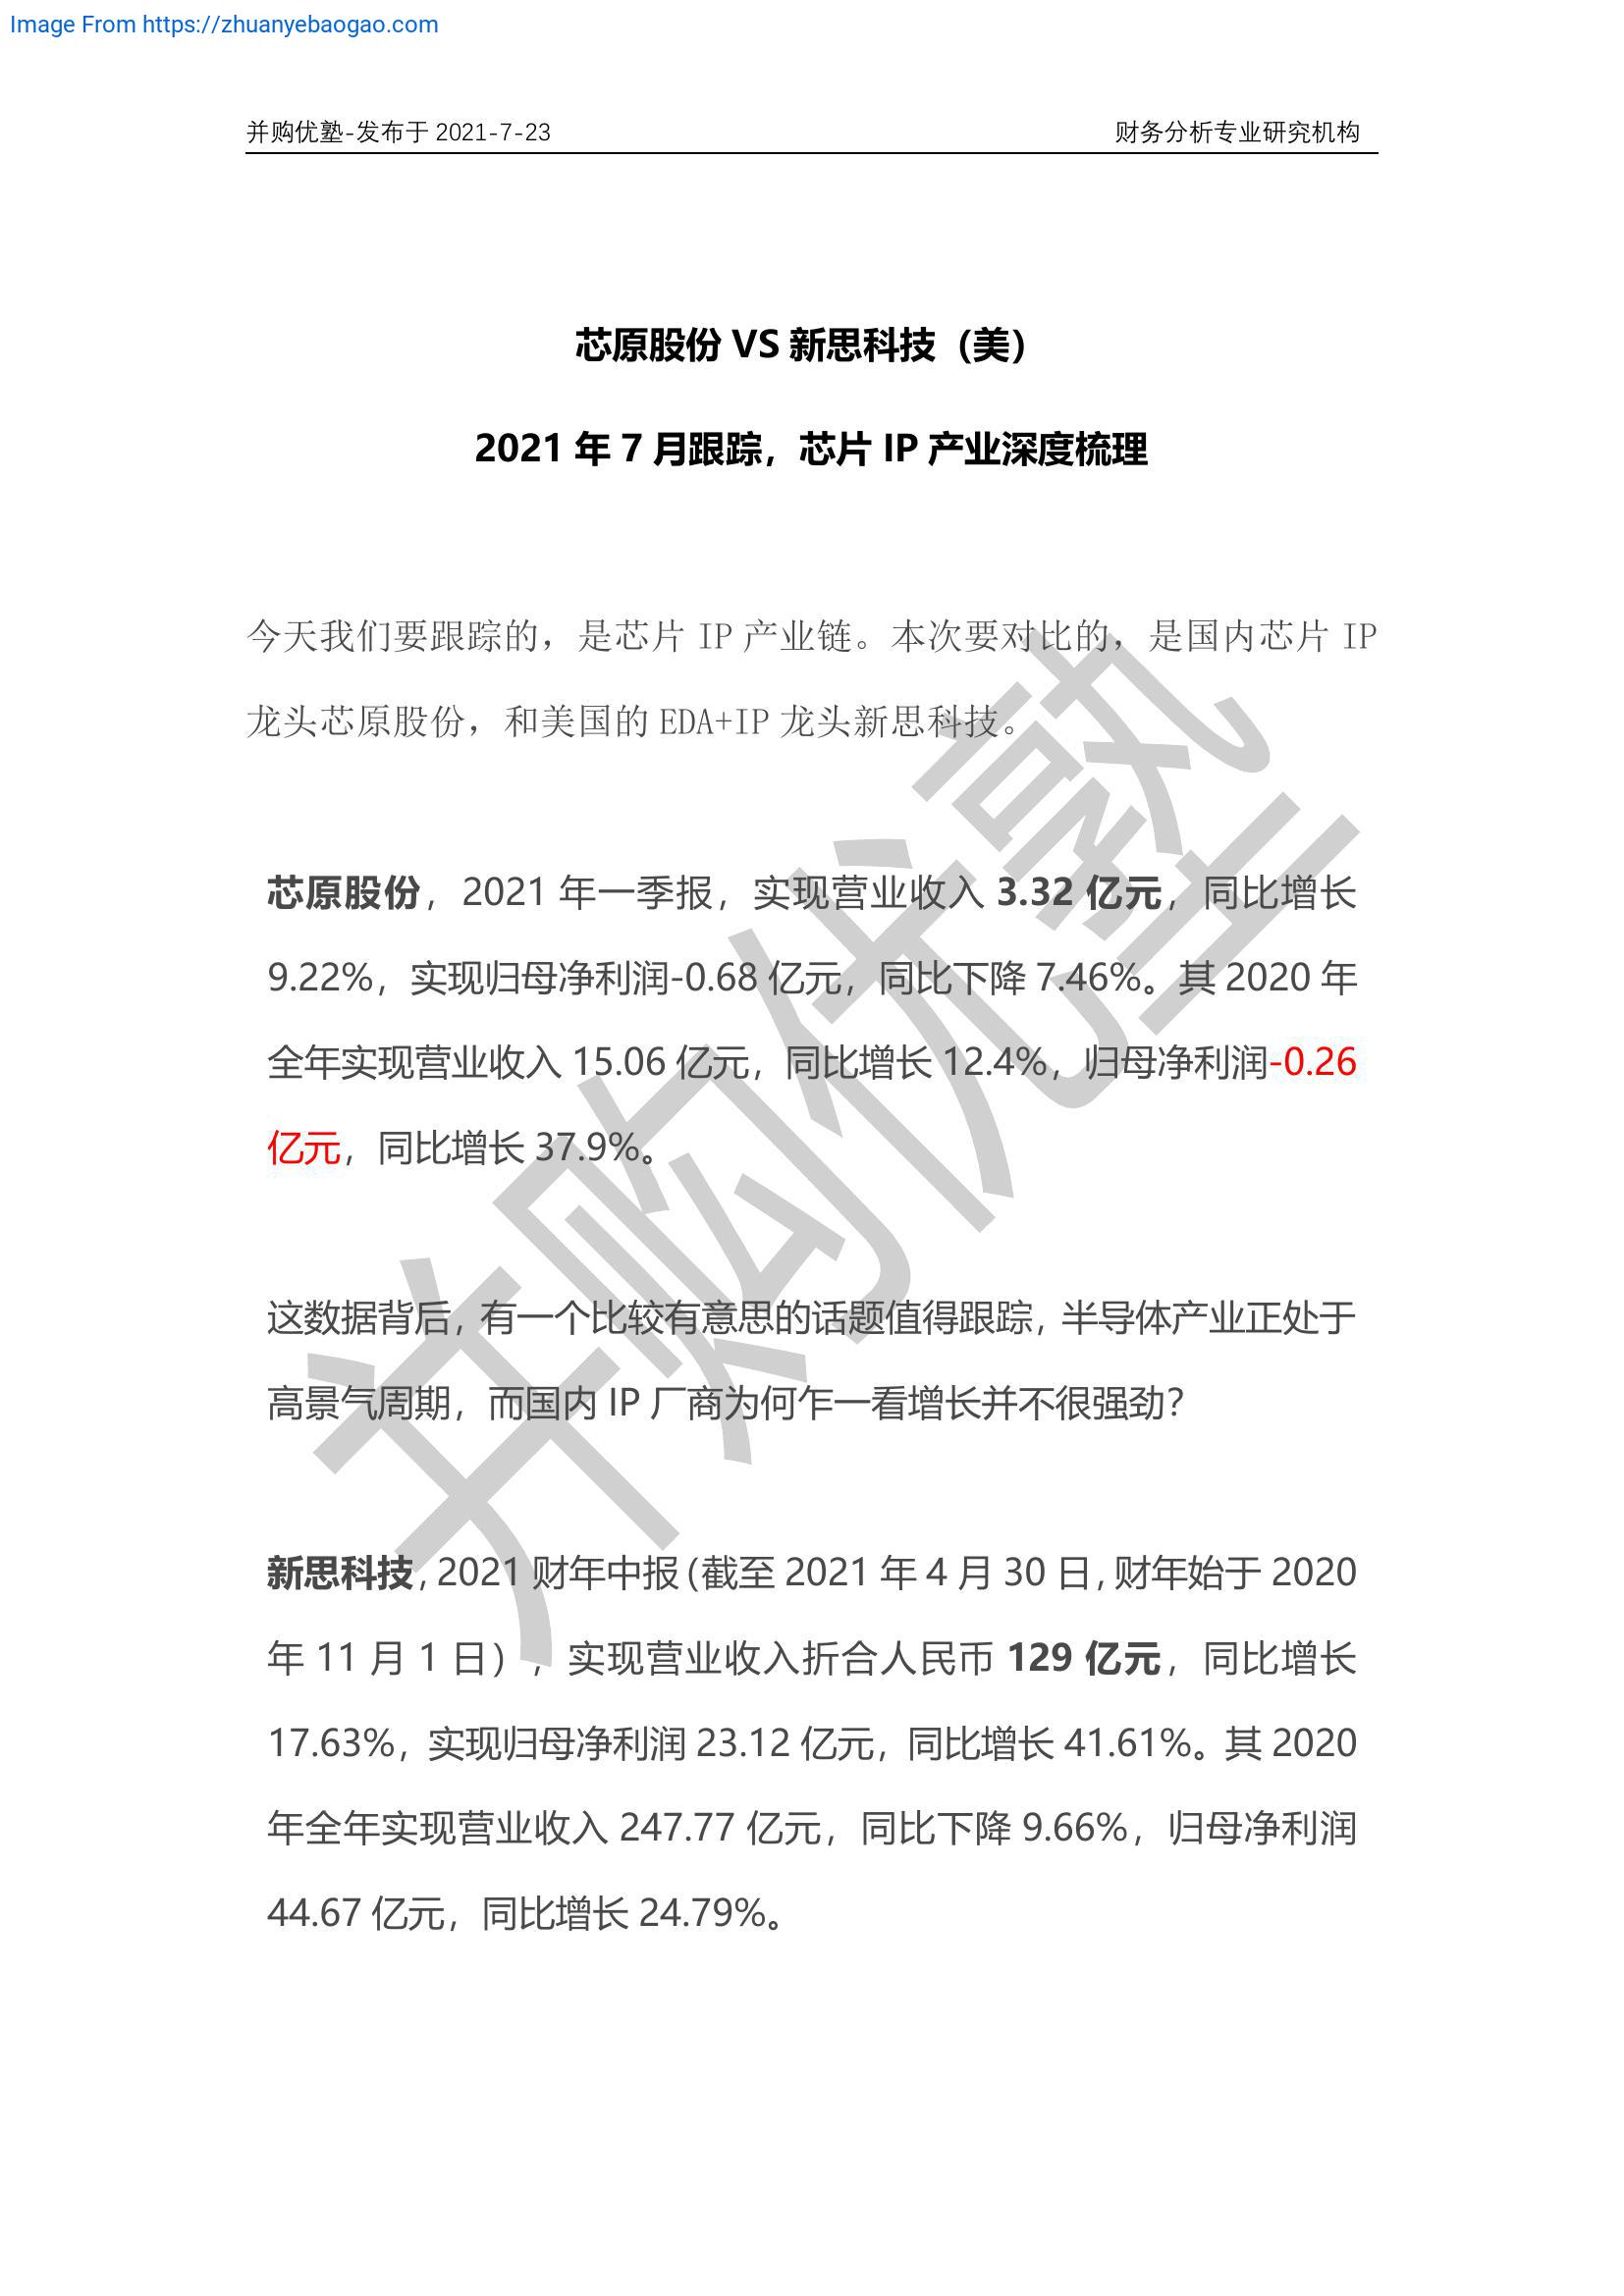 Image From https://zhuanyebaogao.com
并购优塾-发布于 2021-7-23 财务分析专业研究机构
芯原股份 VS 新思科技（美）
2021 年 7 月跟踪，芯片 IP 产业深度梳理
今天我们要跟踪的，是芯片 IP 产业链。本次要对比的，是国内芯片 IP
龙头芯原股份，和美国的 EDA+IP 龙头新思科技。
芯原股份，2021 年一季报，实现营业收入 3.32 亿元，同比增长
9.22%，实现归母净利润-0.68 亿元，同比下降 7.46%。其 2020 年
全年实现营业收入 15.06 亿元，同比增长 12.4%，归母净利润-0.26
亿元，同比增长 37.9%。
这数据背后，有一个比较有意思的话题值得跟踪，半导体产业正处于
高景气周期，而国内 IP 厂商为何乍一看增长并不很强劲？
新思科技，2021 财年中报（截至 2021 年 4 月 30 日，财年始于 2020
年 11 月 1 日），实现营业收入折合人民币 129 亿元，同比增长
17.63%，实现归母净利润 23.12 亿元，同比增长 41.61%。其 2020
年全年实现营业收入 247.77 亿元，同比下降 9.66%，归母净利润
44.67 亿元，同比增长 24.79%。
并购优塾